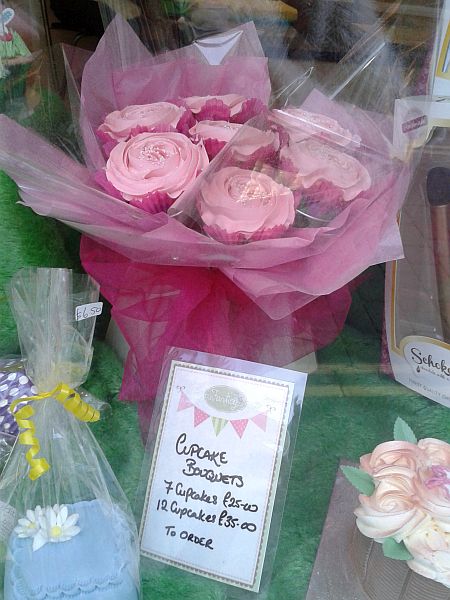 £6.50
CUPCAKE
BOUQUETS
7 CUPCAKES £25.00
12 CUPCAKES £35.00
TO ORDER